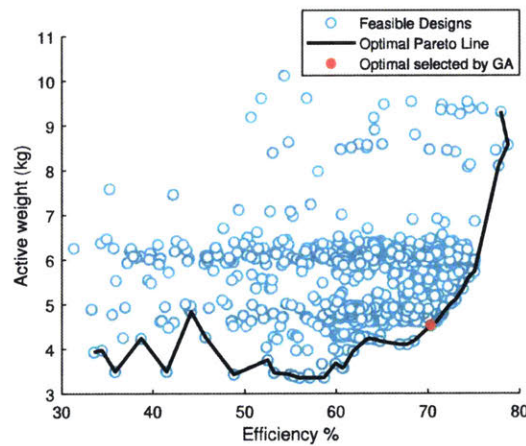 Feasible Designs
Optimal Pareto Line
Optimal selected by GA
11
10
9
8
7
6
5
4
3
Active weight (kg)
30 40 50 60 70 80
Efficiency %